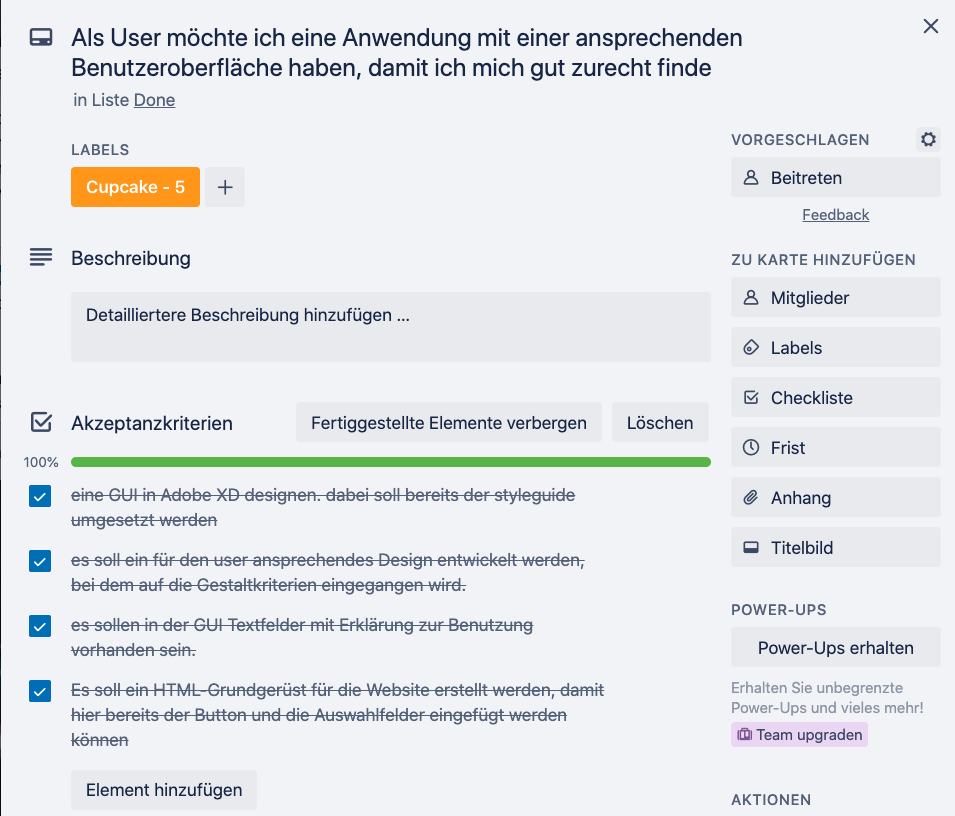 Als User möchte ich eine Anwendung mit einer ansprechenden
Benutzeroberfläche haben, damit ich mich gut zurecht finde
in Liste Done
LABELS
Cupcake - 5
Beschreibung
Detailliertere Beschreibung hinzufügen ...
Akzeptanzkriterien
Fertiggestellte Elemente verbergen
Löschen
100%
eine GUI in Adobe XD designen. dabei soll bereits der styleguide
umgesetzt werden
es soll ein für den user ansprechendes Design entwickelt werden,
bei dem auf die Gestaltkriterien eingegangen wird.
es sollen in der GUI Textfelder mit Erklärung zur Benutzung
vorhanden sein.
Es soll ein HTML-Grundgerüst für die Website erstellt werden, damit
hier bereits der Button und die Auswahlfelder eingefügt werden
können
Element hinzufügen
VORGESCHLAGEN
Beitreten
Feedback
ZU KARTE HINZUFÜGEN
Mitglieder
Labels
Checkliste
Frist
Anhang
Titelbild
POWER-UPS
Power-Ups erhalten
Erhalten Sie unbegrenzte
Power-Ups und vieles mehr!
Team upgraden
AKTIONEN